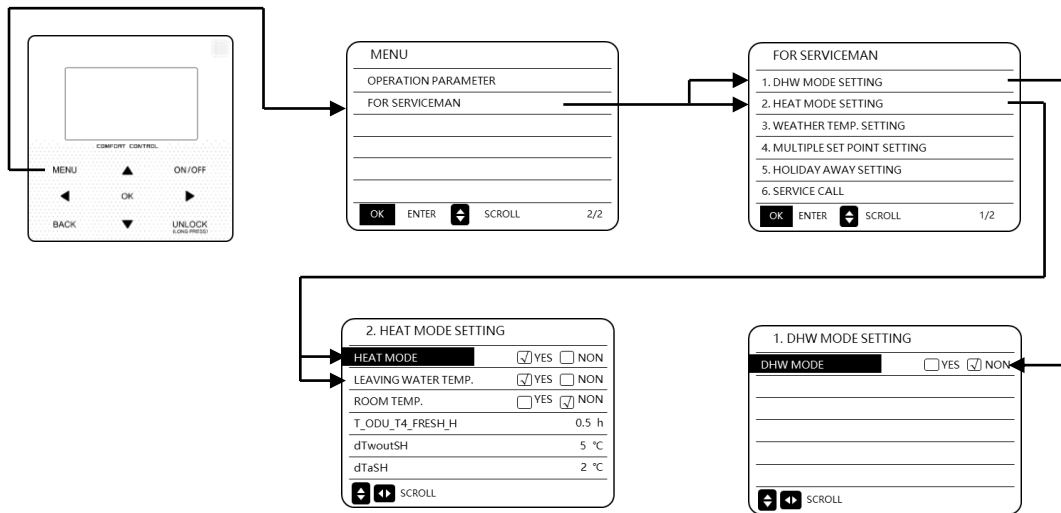 COMFORT CONTROL
MENU ON/OFF
OK
BACK UNLOCK
(LONG PRESS)
MENU
OPERATION PARAMETER
FOR SERVICEMAN
OK ENTER SCROLL 2/2
FOR SERVICEMAN
1. DHW MODE SETTING
2. HEAT MODE SETTING
3. WEATHER TEMP. SETTING
4. MULTIPLE SET POINT SETTING
5. HOLIDAY AWAY SETTING
6. SERVICE CALL
OK ENTER SCROLL 1/2
2. HEAT MODE SETTING
HEAT MODE YES NON
LEAVING WATER TEMP. YES NON
ROOM TEMP. YES NON
T_ODU_T4_FRESH_H 0.5 h
dTwoutSH 5 ℃
dTaSH 2 ℃
SCROLL
1. DHW MODE SETTING
DHW MODE YES NON
SCROLL